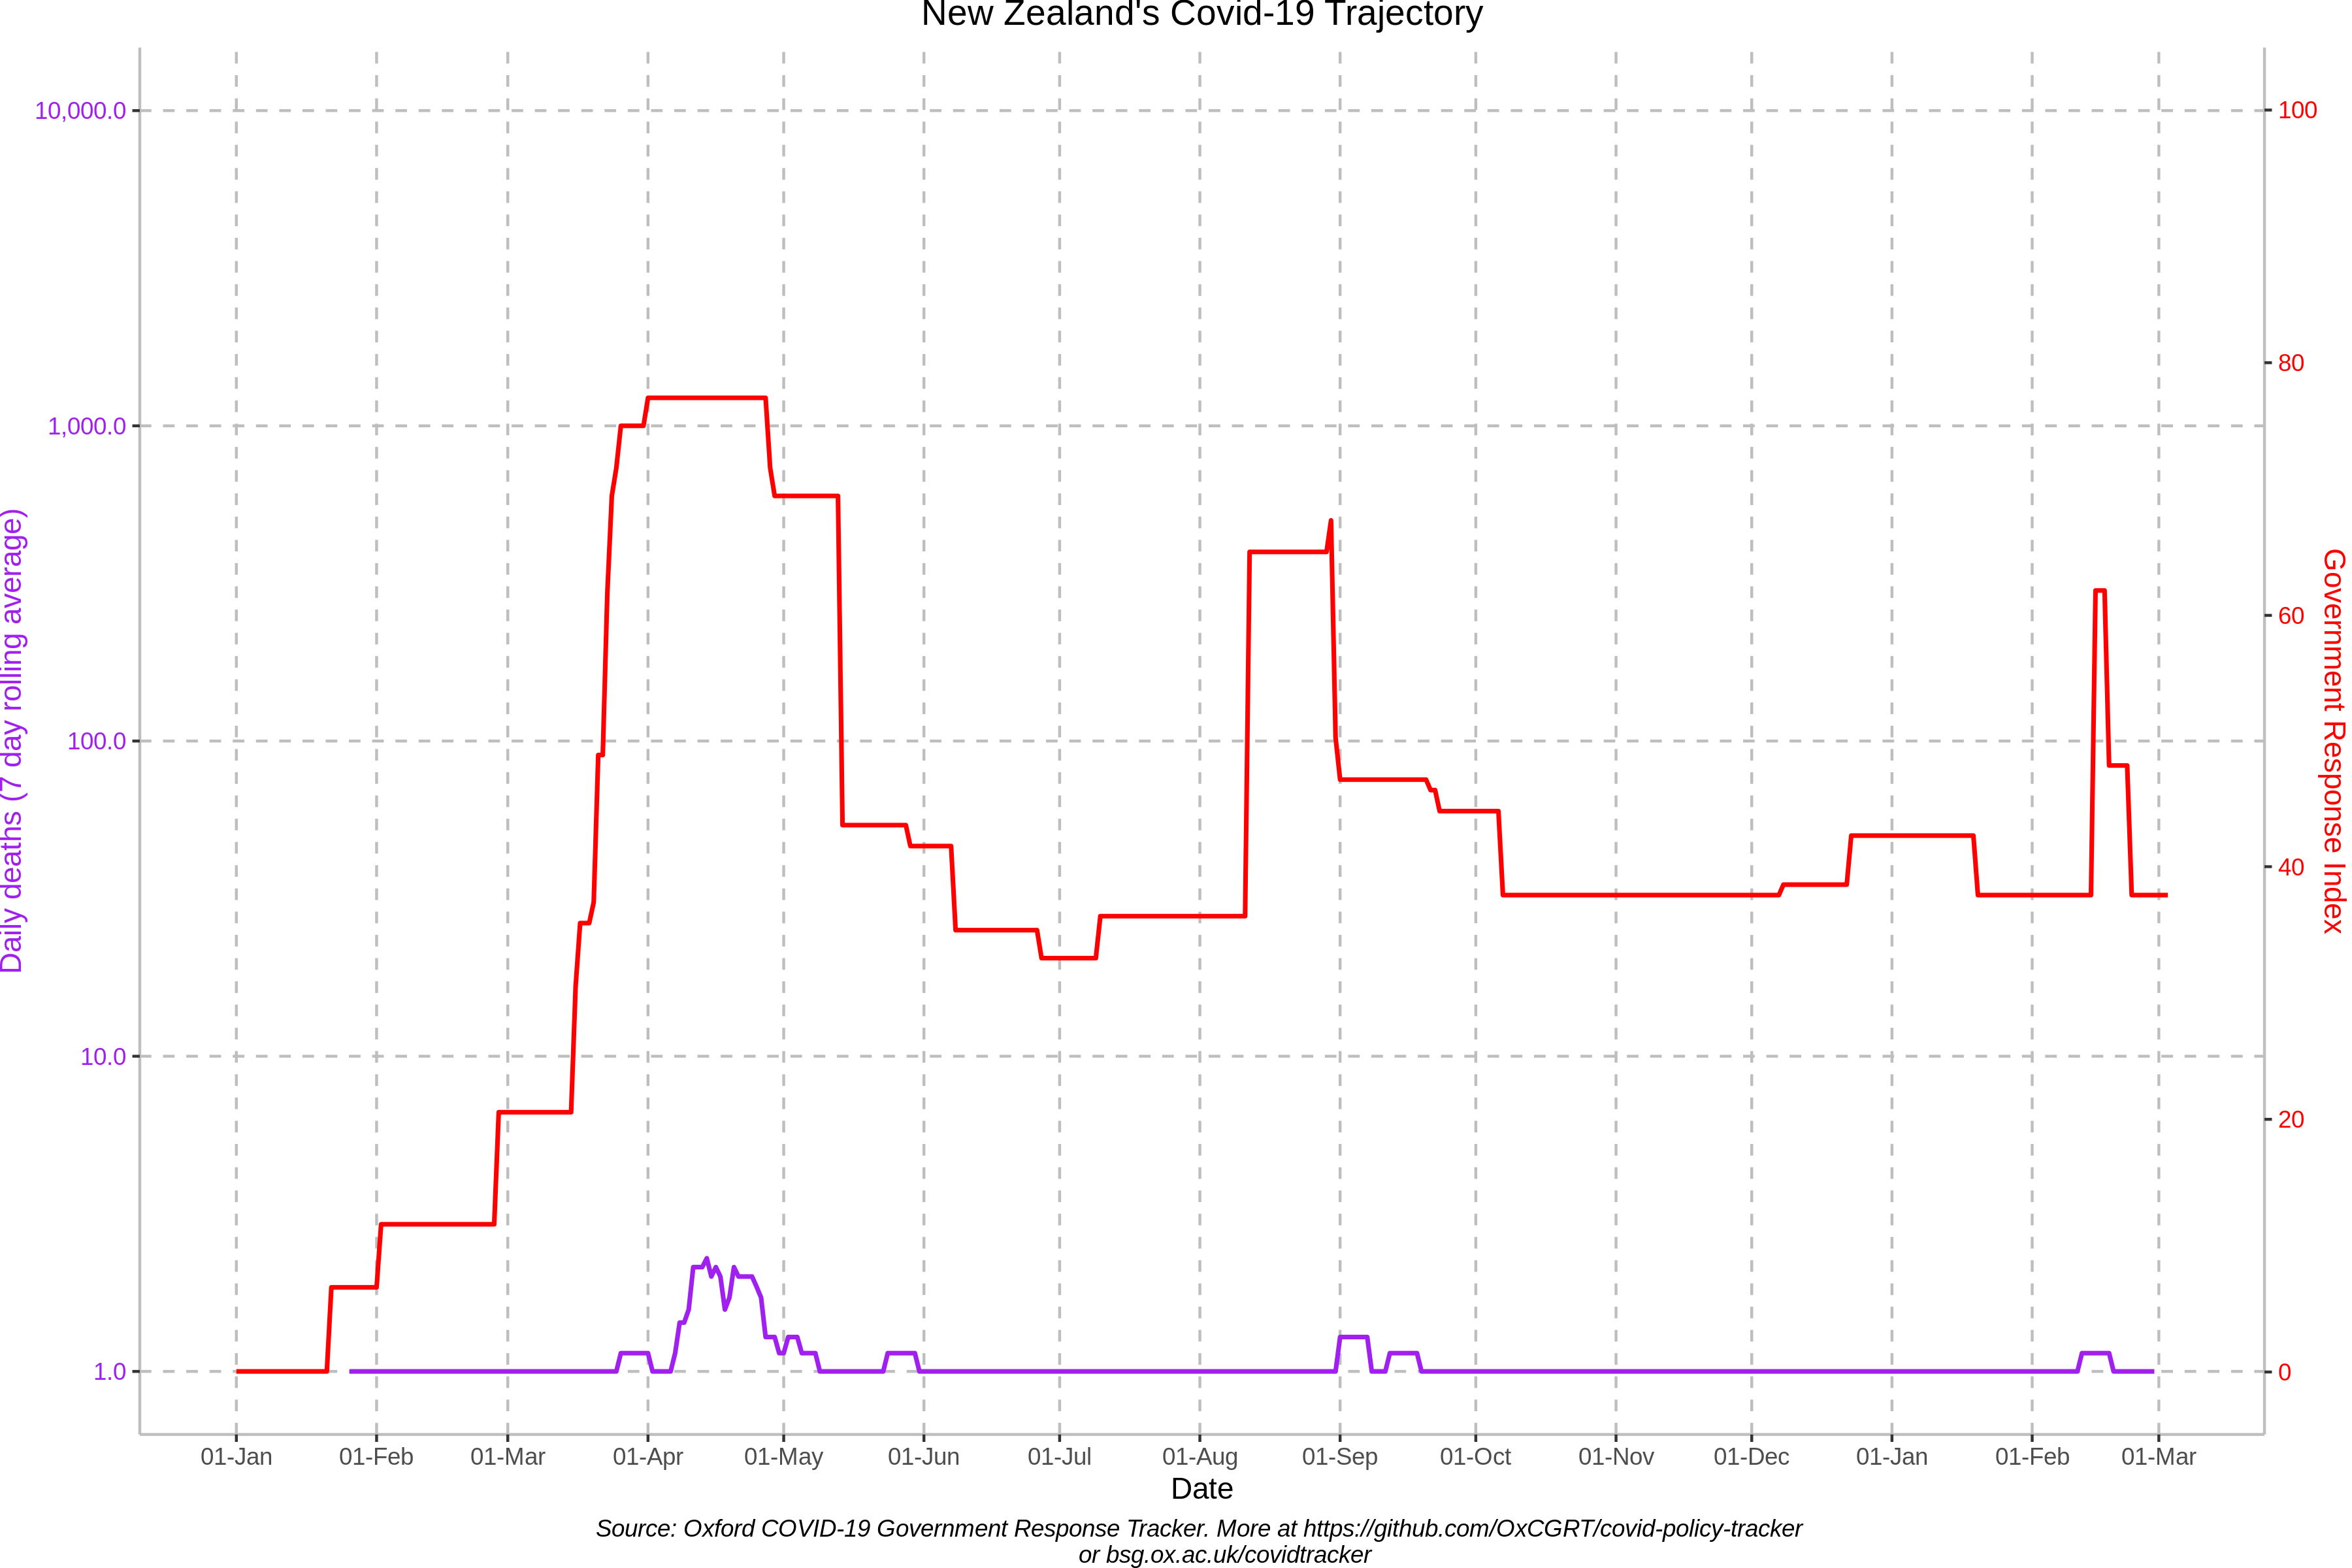 New Zealand's Covid-19 Trajectory
10,000.0
1,000.0
100.0
10.0
1.0
Daily deaths (7 day rolling average)
100
80
60
40
20
0
Government Response Index
01-Jan 01-Feb 01-Mar 01-Apr 01-May 01-Jun 01-Jul 01-Aug 01-Sep 01-Oct 01-Nov 01-Dec 01-Jan 01-Feb 01-Mar
Date
Source: Oxford COVID-19 Government Response Tracker. More at https://github.com/OxCGRT/covid-policy-tracker
or bsg.ox.ac.uk/covidtracker